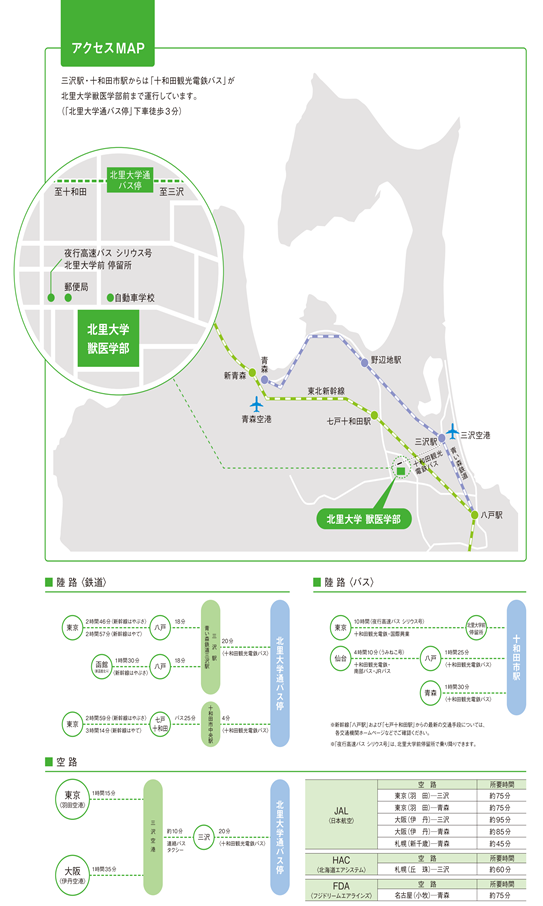 アクセスMAP
三沢駅・十和田市駅からは「十和田観光電鉄バス」が
北里大学獣医学部前まで運行しています。
(「北里大学通バス停」下車徒歩3分)
北里大学通
バス停
至十和田
至三沢
夜行高速バス シリウス号
北里大学前 停留所
郵便局
自動車学校
北里大学
獣医学部
青森
新青森
野辺地駅
東北新幹線
青森空港
七戸十和田駅
三沢駅
三沢空港
十和田観光
電鉄バス
青い森鉄道
八戸駅
北里大学 獣医学部
陸 路〈鉄道〉
東京
2時間46分(新幹線はやぶさ)
2時間57分(新幹線はやて)
八戸
18分
函館
1時間30分
(新幹線はやぶさ)
八戸
18分
三沢駅
青い森鉄道三沢駅
20分
(十和田観光電鉄バス)
東京
2時間59分(新幹線はやぶさ)
3時間14分(新幹線はやて)
七戸
十和田
バス25分
十和田市中央駅
4分
(十和田観光電鉄バス)
北里大学通バス停
陸 路〈バス〉
東京
10時間(夜行高速バス シリウス号)
十和田観光電鉄・国際興業
北里大学前
停留所
仙台
4時間10分(うみねこ号)
十和田観光電鉄・
南部バス・JRバス
八戸
1時間25分
(十和田観光電鉄バス)
青森
1時間30分
(十和田観光電鉄バス)
十和田市駅
※新幹線「八戸駅」および「七戸十和田駅」からの最新の交通手段については、
各交通機関ホームページなどでご確認ください。
※「夜行高速バス シリウス号」は、北里大学前停留所で乗り降りできます。
空 路
東京
(羽田空港)
1時間15分
大阪
(伊丹空港)
1時間35分
三沢空港
約10分
連絡バス
タクシー
三沢
20分
(十和田観光電鉄バス)
北里大学通バス停
空 路 所要時間
JAL
(日本航空)
東京(羽 田)―三沢 約75分
東京(羽 田)―青森 約75分
大阪(伊 丹)―三沢 約95分
大阪(伊 丹)―青森 約85分
札幌(新千歳)―青森 約45分
HAC
(北海道エアシステム)
空 路 所要時間
札幌(丘 珠)―三沢 約60分
FDA
(フジドリームエアラインズ)
空 路 所要時間
名古屋(小牧)―青森 約75分